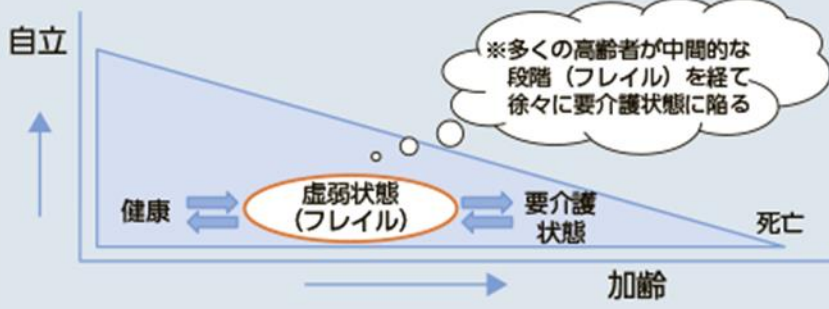 自立
※多くの高齢者が中間的な
段階（フレイル）を経て
徐々に要介護状態に陥る
健康
虚弱状態
（フレイル）
要介護
状態
死亡
加齢